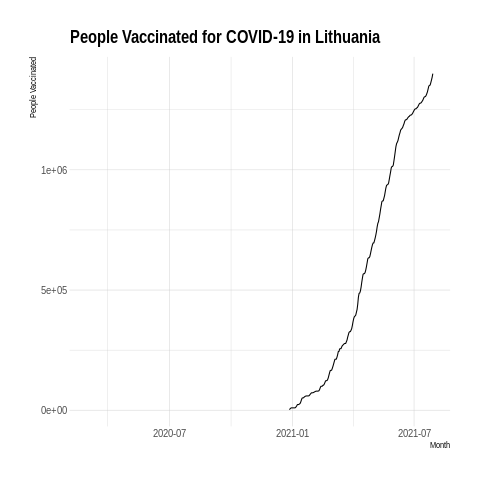 People Vaccinated for COVID-19 in Lithuania
People Vaccinated
1e+06
5e+05
0e+00
2020-07
2021-01
2021-07
Month